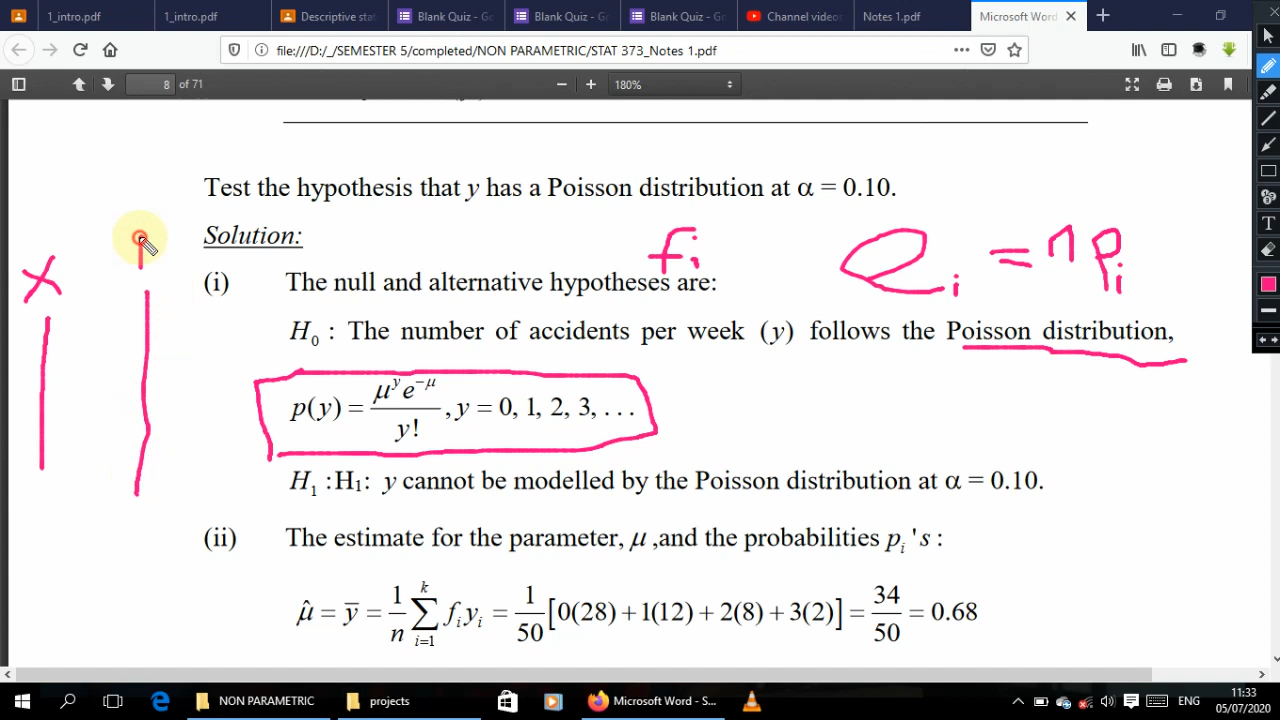 1_intro.pdf 1_intro.pdf Descriptive stat Blank Quiz - Go Blank Quiz - Go Blank Quiz - Go Channel videos Notes 1.pdf Microsoft Word
file:///D:/_/SEMESTER 5/completed/NON PARAMETRIC/STAT 373_Notes 1.pdf
8 of 71 180%
Test the hypothesis that y has a Poisson distribution at α = 0.10.
Solution:
x fi ei = npi
(i) The null and alternative hypotheses are:
H0 : The number of accidents per week (y) follows the Poisson distribution,
p(y) = μ^y e^−μ / y! , y = 0, 1, 2, 3, . . .
H1 :H1: y cannot be modelled by the Poisson distribution at α = 0.10.
(ii) The estimate for the parameter, μ ,and the probabilities pi 's :
μ̂ = y̅ = 1/n ∑_{i=1}^{k} fi yi = 1/50 [0(28) + 1(12) + 2(8) + 3(2)] = 34/50 = 0.68
NON PARAMETRIC projects Microsoft Word - S... ENG 11:33
05/07/2020